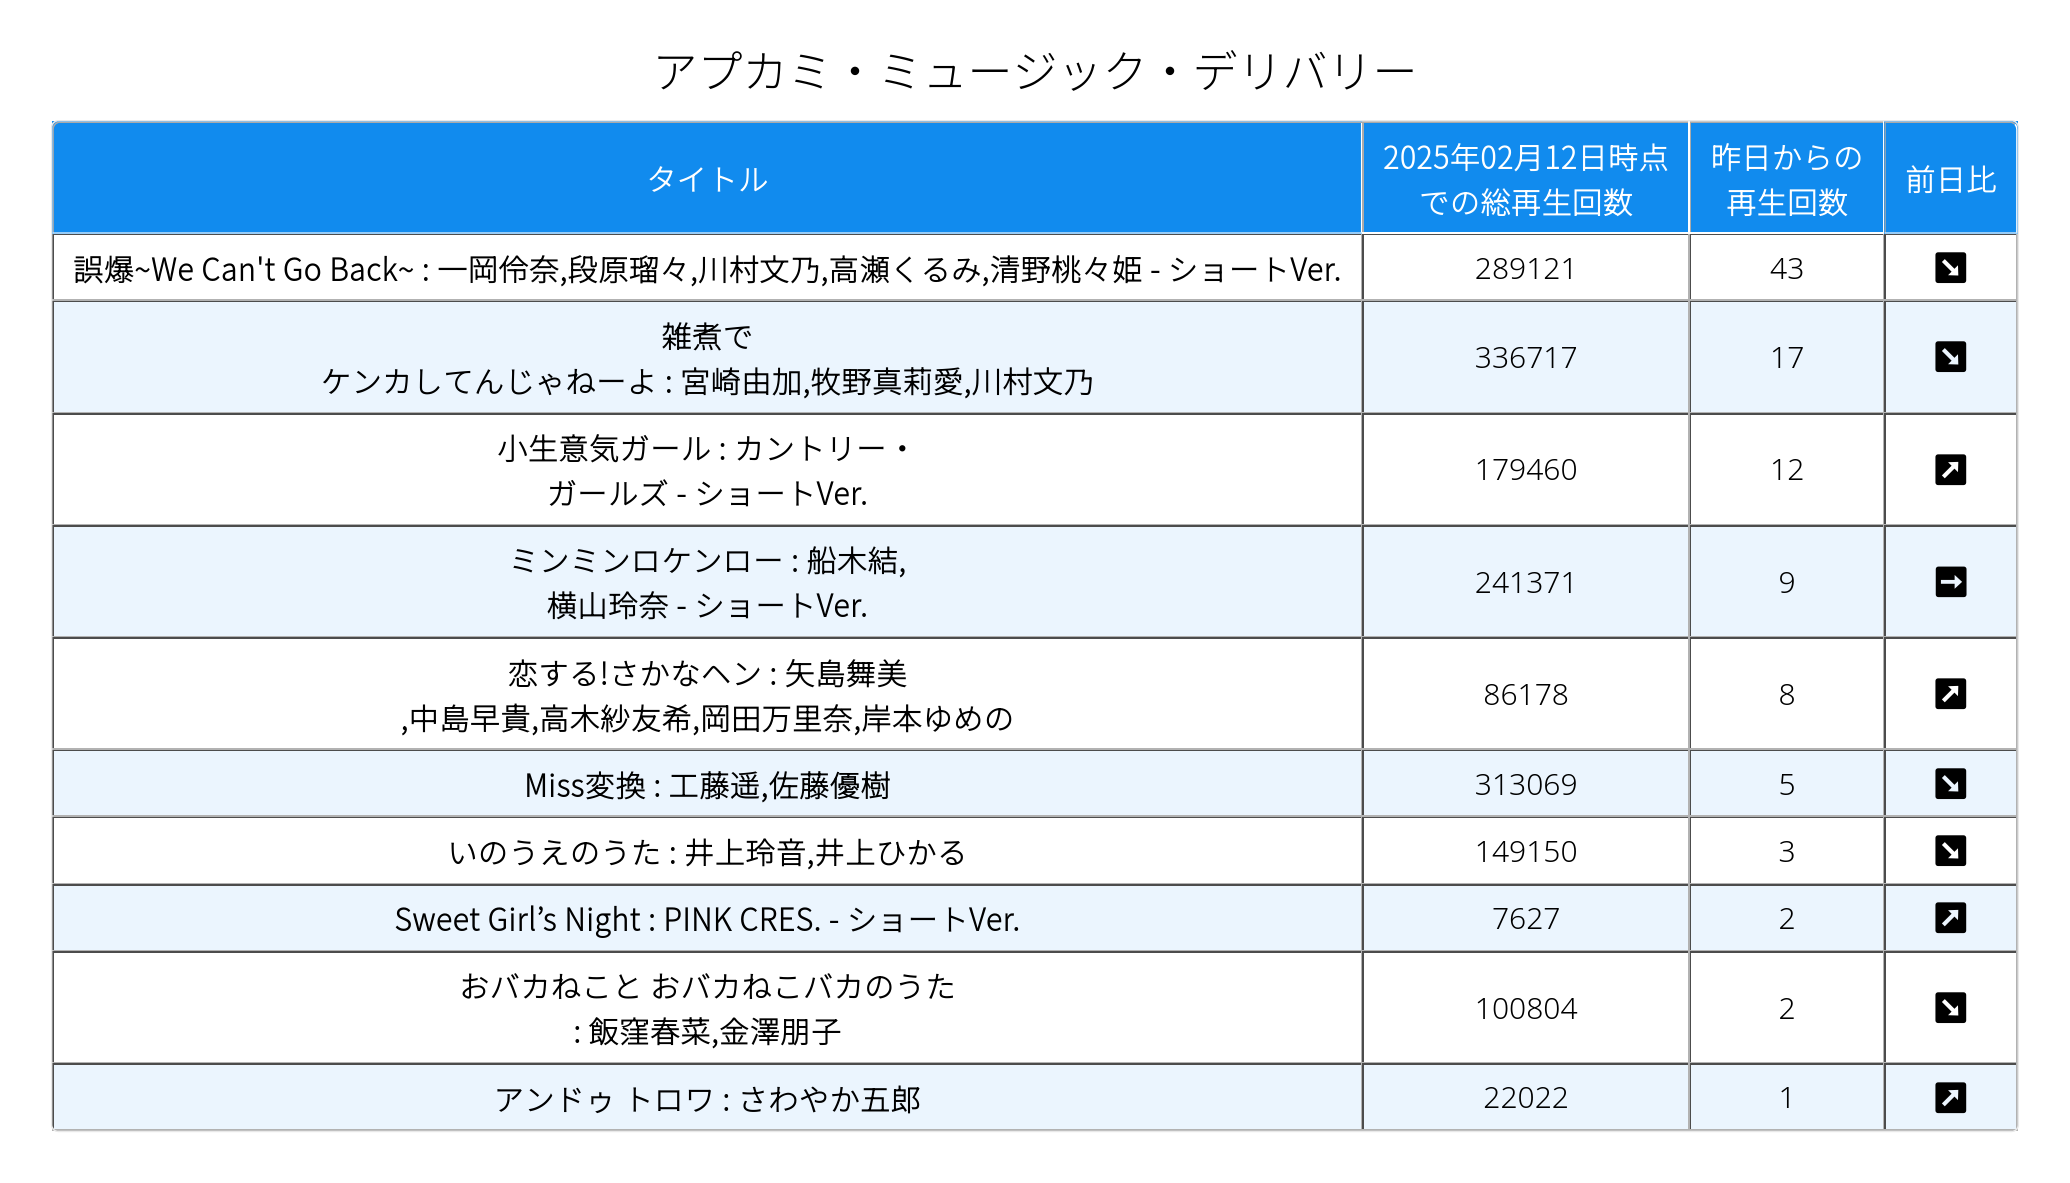 アプカミ・ミュージック・デリバリー
タイトル
2025年02月12日時点
での総再生回数
昨日からの
再生回数
前日比
誤爆~We Can't Go Back~ : 一岡伶奈,段原瑠々,川村文乃,高瀬くるみ,清野桃々姫 - ショートVer.
289121
43
雑煮で
ケンカしてんじゃねーよ : 宮崎由加,牧野真莉愛,川村文乃
336717
17
小生意気ガール : カントリー・
ガールズ - ショートVer.
179460
12
ミンミンロケンロー : 船木結,
横山玲奈 - ショートVer.
241371
9
恋する!さかなヘン : 矢島舞美
,中島早貴,高木紗友希,岡田万里奈,岸本ゆめの
86178
8
Miss変換 : 工藤遥,佐藤優樹
313069
5
いのうえのうた : 井上玲音,井上ひかる
149150
3
Sweet Girl’s Night : PINK CRES. - ショートVer.
7627
2
おバカねこと おバカねこバカのうた
: 飯窪春菜,金澤朋子
100804
2
アンドゥ トロワ : さわやか五郎
22022
1